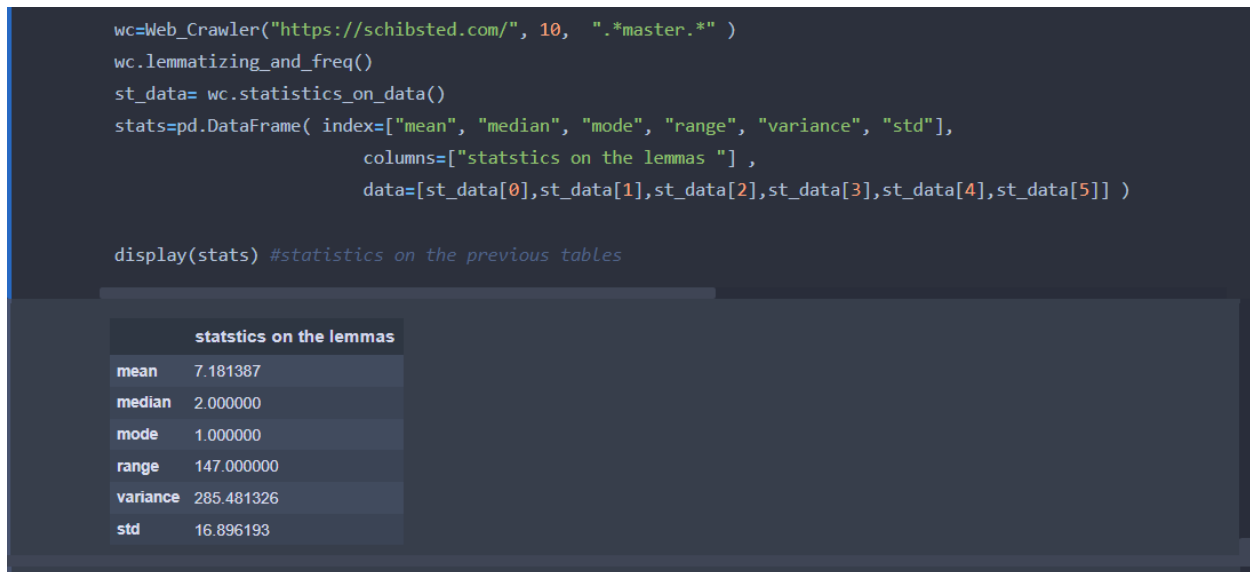 wc=Web_Crawler("https://schibsted.com/", 10,  ".*master.*" )
wc.lemmatizing_and_freq()
st_data= wc.statistics_on_data()
stats=pd.DataFrame( index=["mean", "median", "mode", "range", "variance", "std"],
columns=["statstics on the lemmas "] ,
data=[st_data[0],st_data[1],st_data[2],st_data[3],st_data[4],st_data[5]] )
display(stats) #statistics on the previous tables
statstics on the lemmas
mean 7.181387
median 2.000000
mode 1.000000
range 147.000000
variance 285.481326
std 16.896193